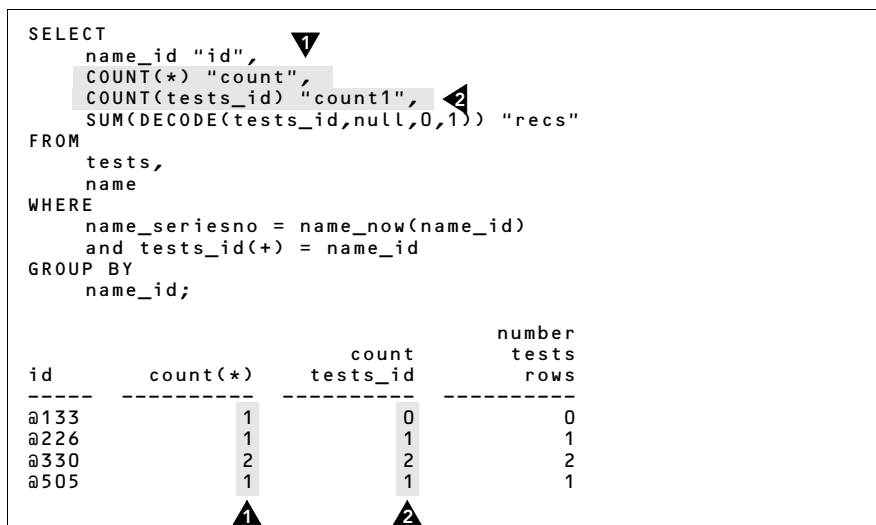 SELECT
name_id "id", 1
COUNT(*) "count",
COUNT(tests_id) "count1", 2
SUM(DECODE(tests_id,null,0,1)) "recs"
FROM
tests,
name
WHERE
name_seriesno = name_now(name_id)
and tests_id(+) = name_id
GROUP BY
name_id;
number
count tests
id count(*) tests_id rows
----- ---------- ---------- ----------
@133 1 0 0
@226 1 1 1
@330 2 2 2
@505 1 1 1
1 2